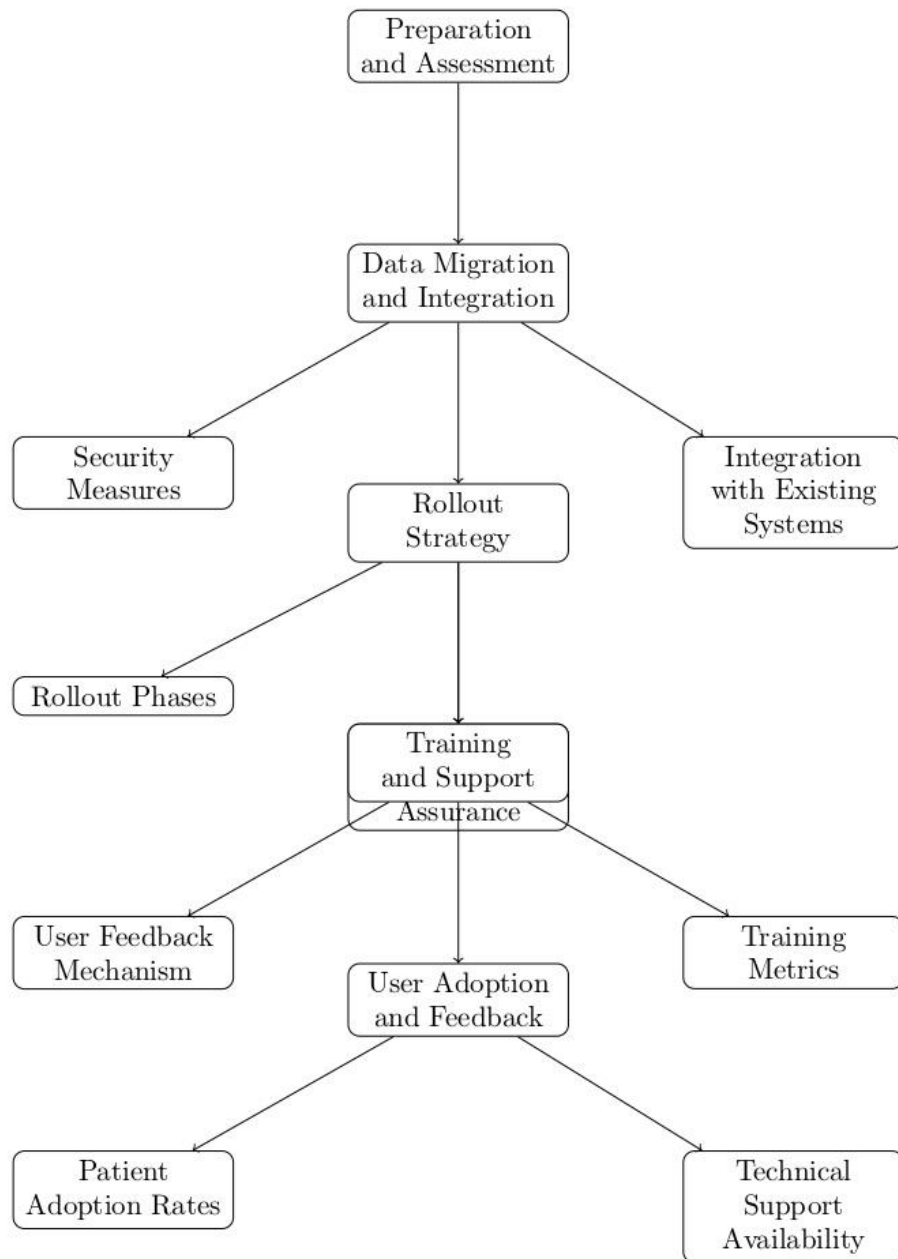 Preparation
and Assessment
Data Migration
and Integration
Security
Measures
Integration
with Existing
Systems
Rollout
Strategy
Rollout Phases
Training
and Support
Assurance
User Feedback
Mechanism
Training
Metrics
User Adoption
and Feedback
Patient
Adoption Rates
Technical
Support
Availability